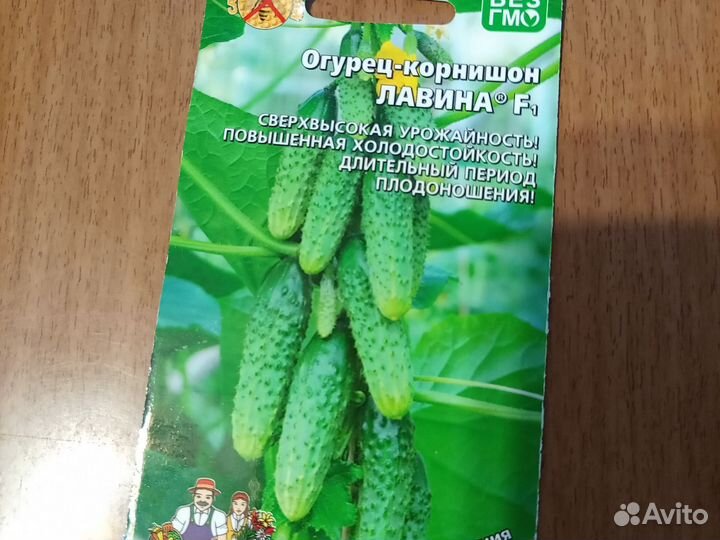 БЕЗ
ГМО
Огурец-корнишон
ЛАВИНА® F1
СВЕРХВЫСОКАЯ УРОЖАЙНОСТЬ!
ПОВЫШЕННАЯ ХОЛОДОСТОЙКОСТЬ!
ДЛИТЕЛЬНЫЙ ПЕРИОД
ПЛОДОНОШЕНИЯ!
Avito